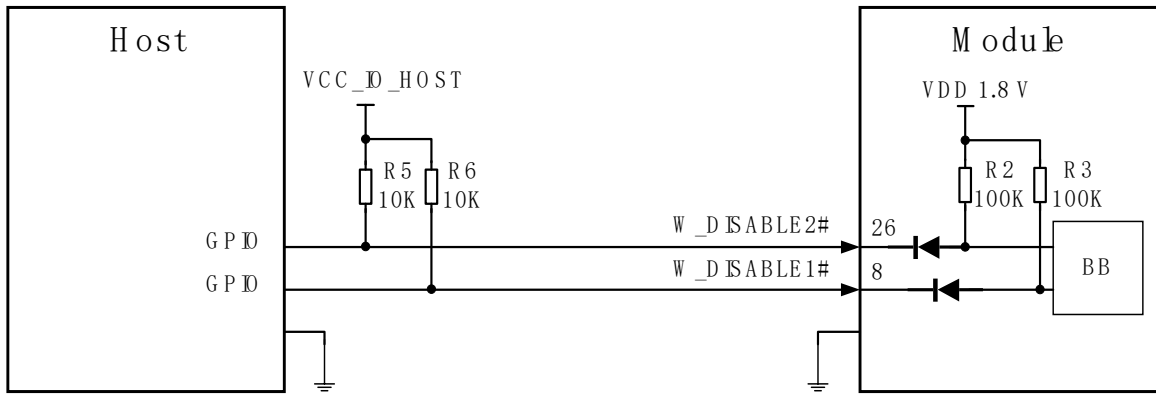 Host
Module
VCC_IO_HOST
VDD 1.8 V
R5
10K
R6
10K
R2
100K
R3
100K
GPIO
W_DISABLE2#
26
GPIO
W_DISABLE1#
8
BB